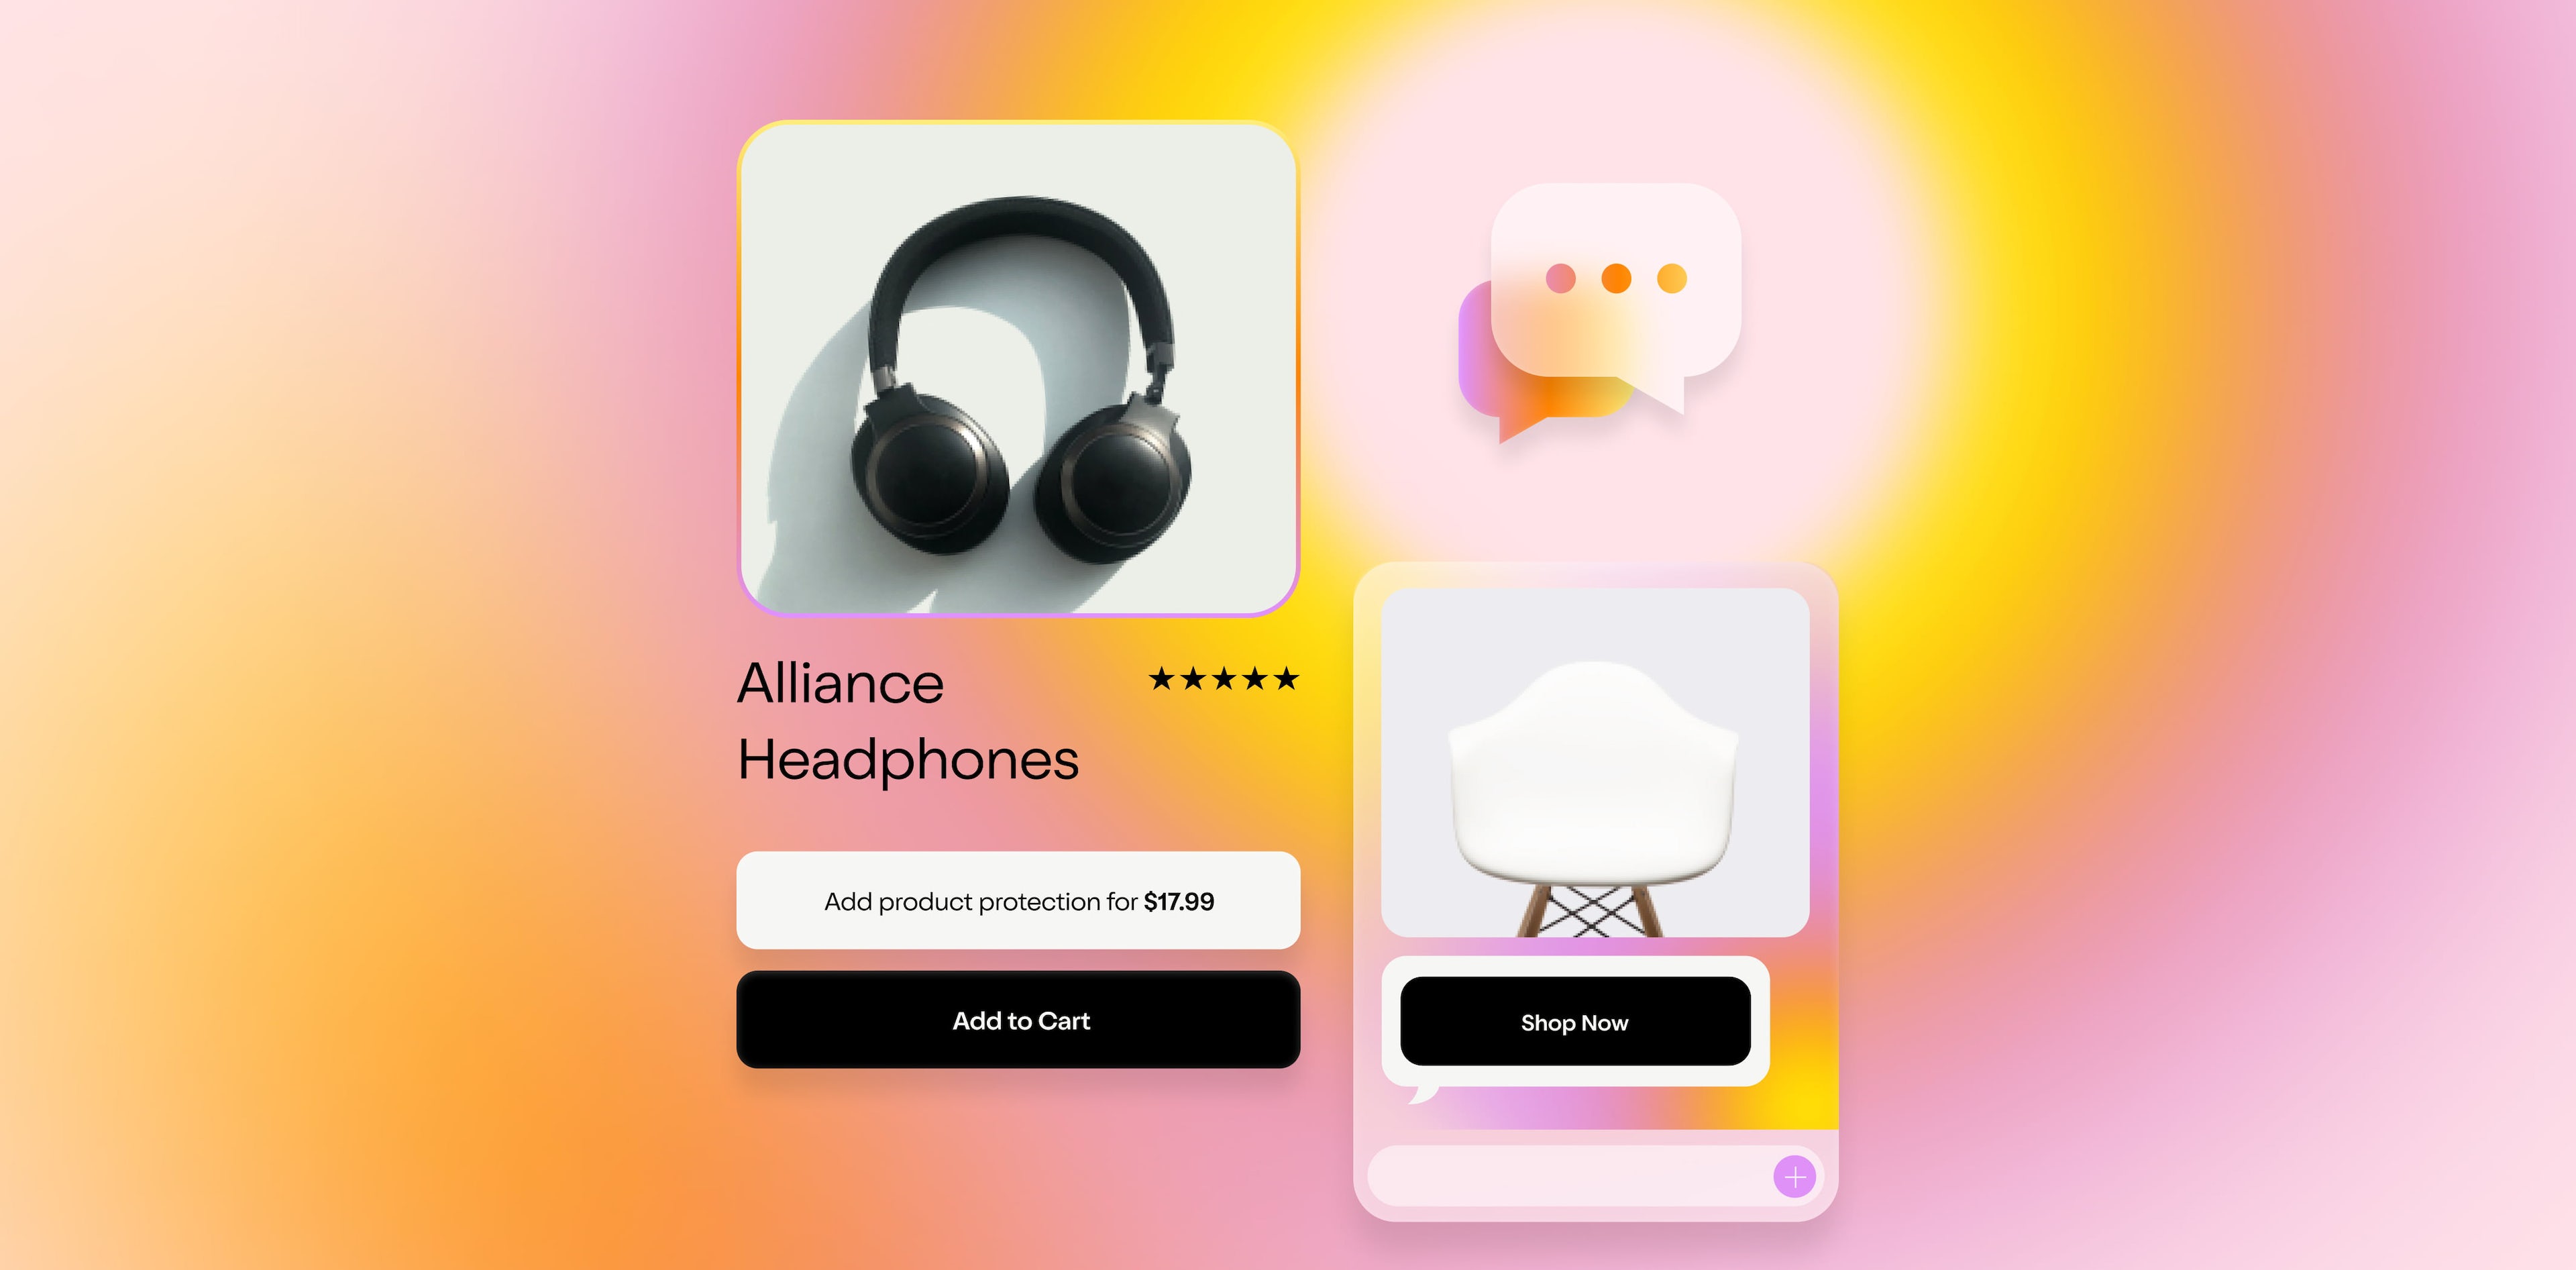 Alliance
Headphones
★★★★★
Add product protection for $17.99
Add to Cart
Shop Now